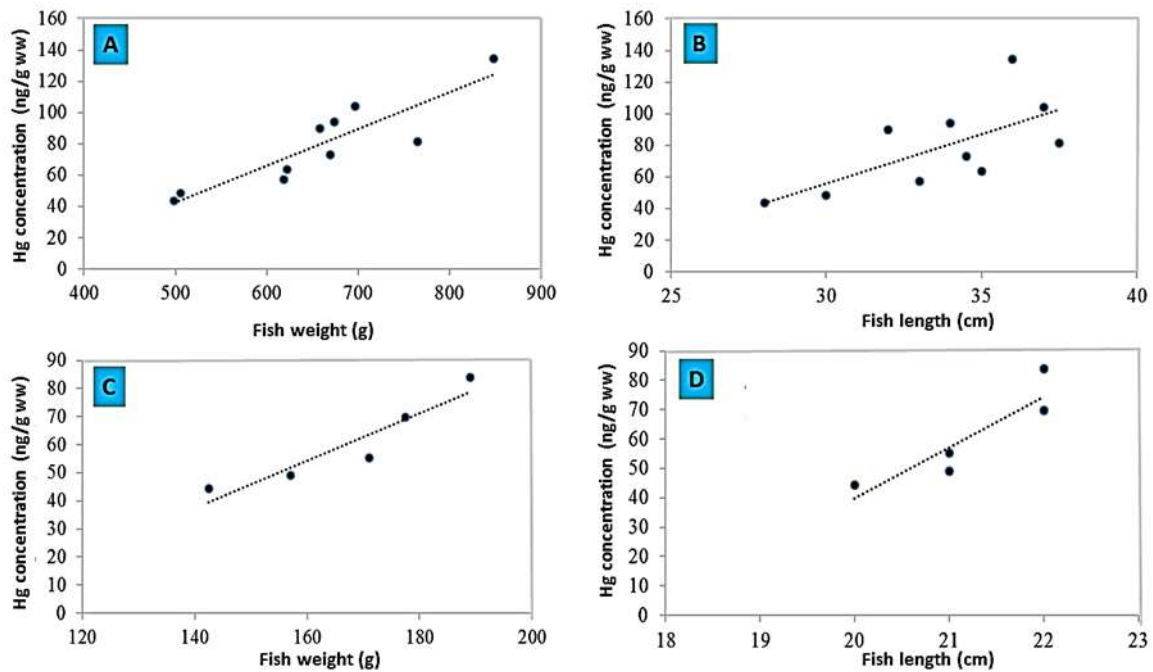 A
Hg concentration (ng/g ww)
160
140
120
100
80
60
40
20
0
400 500 600 700 800 900
Fish weight (g)
B
Hg concentration (ng/g ww)
160
140
120
100
80
60
40
20
0
25 30 35 40
Fish length (cm)
C
Hg concentration (ng/g ww)
90
80
70
60
50
40
30
20
10
0
120 140 160 180 200
Fish weight (g)
D
Hg concentration (ng/g ww)
90
80
70
60
50
40
30
20
10
0
18 19 20 21 22 23
Fish length (cm)